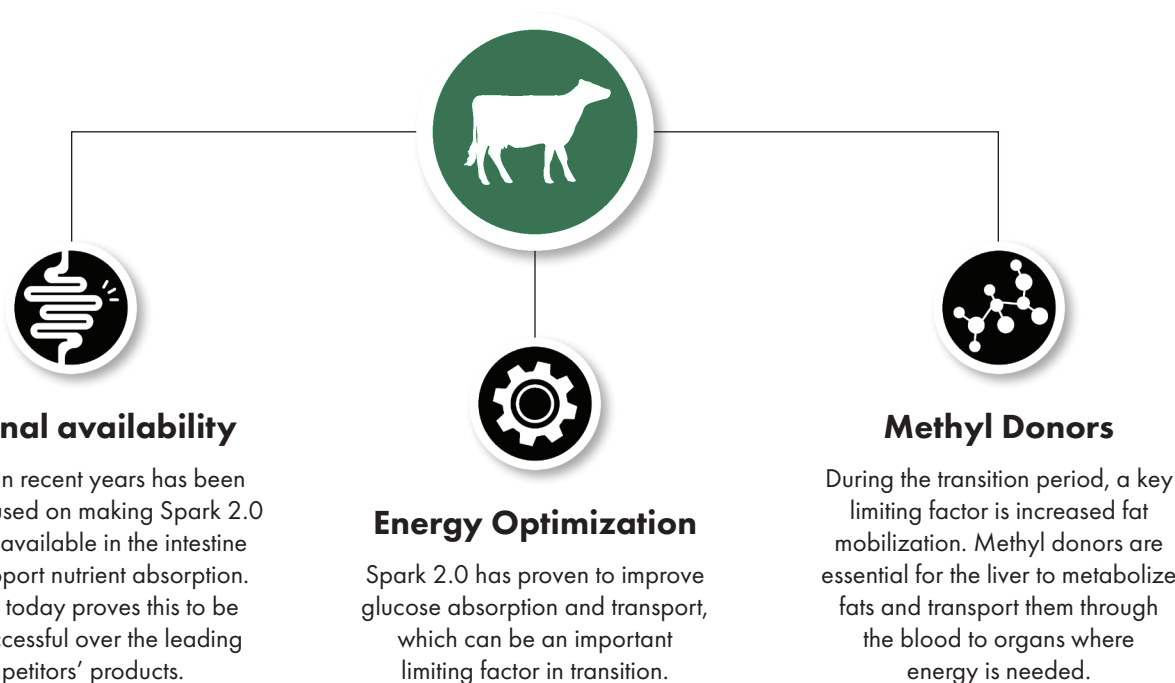 nal availability
n recent years has been
used on making Spark 2.0
available in the intestine
port nutrient absorption.
today proves this to be
ccessful over the leading
petitors' products.
Energy Optimization
Spark 2.0 has proven to improve
glucose absorption and transport,
which can be an important
limiting factor in transition.
Methyl Donors
During the transition period, a key
limiting factor is increased fat
mobilization. Methyl donors are
essential for the liver to metabolize
fats and transport them through
the blood to organs where
energy is needed.